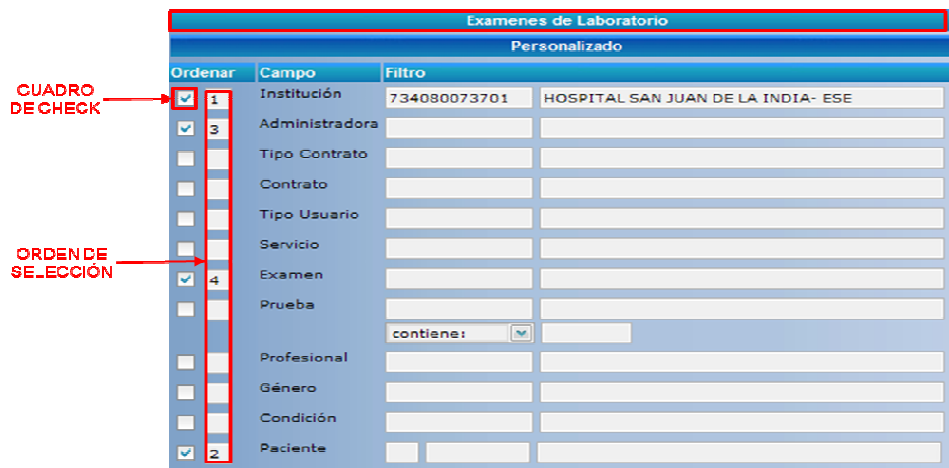 Examenes de Laboratorio
Personalizado
Ordenar Campo Filtro
CUADRO
DE CHECK
1 Institución 734080073701 HOSPITAL SAN JUAN DE LA INDIA- ESE
3 Administradora
Tipo Contrato
Contrato
Tipo Usuario
Servicio
ORDEN DE
SELECCIÓN
4 Examen
Prueba
contiene:
Profesional
Género
Condición
2 Paciente